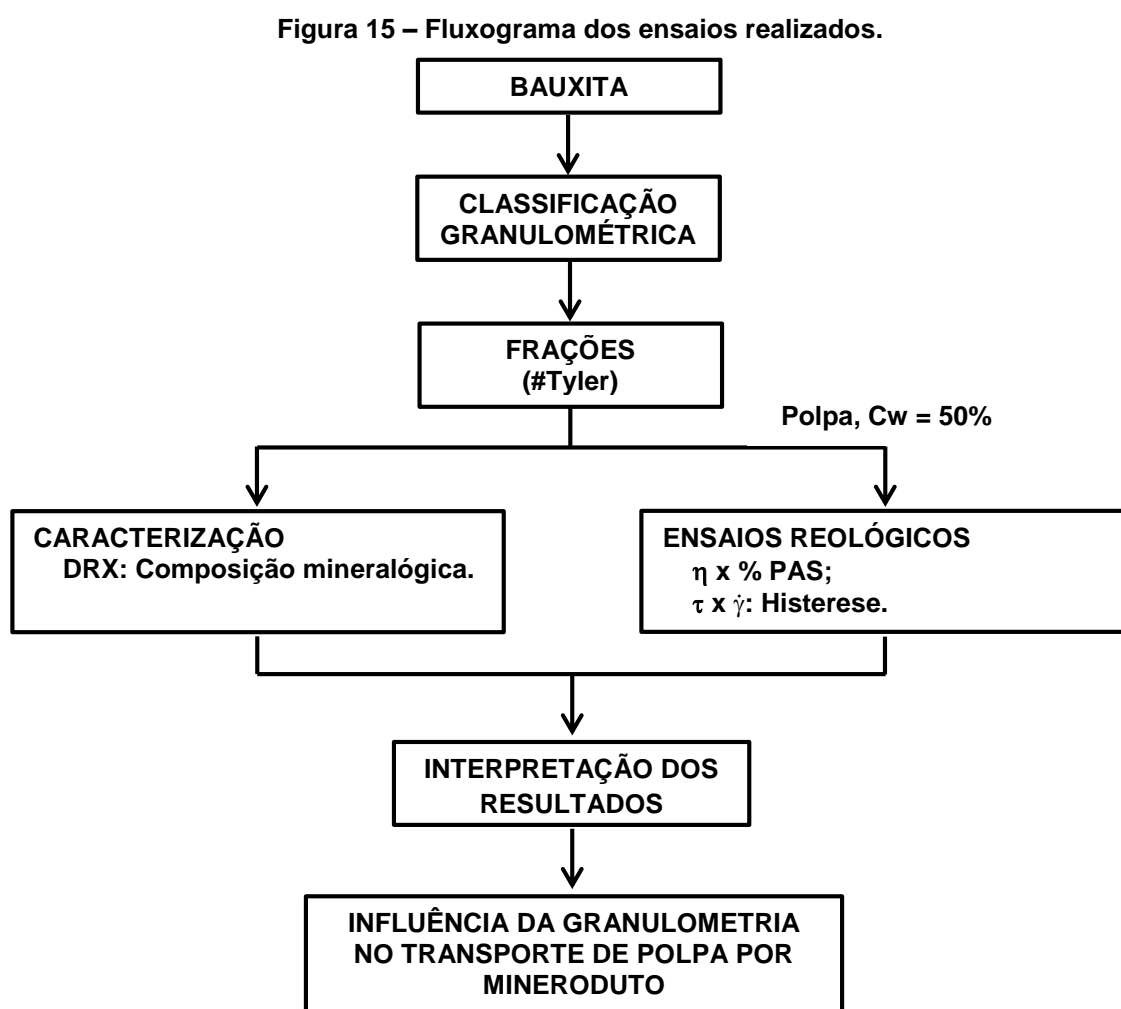 Figura 15 – Fluxograma dos ensaios realizados.
BAUXITA
CLASSIFICAÇÃO
GRANULOMÉTRICA
FRAÇÕES
(#Tyler)
Polpa, Cw = 50%
CARACTERIZAÇÃO
DRX: Composição mineralógica.
ENSAIOS REOLÓGICOS
η x % PAS;
τ x γ̇: Histerese.
INTERPRETAÇÃO DOS
RESULTADOS
INFLUÊNCIA DA GRANULOMETRIA
NO TRANSPORTE DE POLPA POR
MINERODUTO